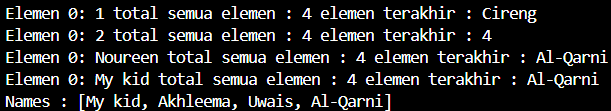 Elemen 0: 1 total semua elemen : 4 elemen terakhir : Cireng
Elemen 0: 2 total semua elemen : 4 elemen terakhir : 4
Elemen 0: Noureen total semua elemen : 4 elemen terakhir : Al-Qarni
Elemen 0: My kid total semua elemen : 4 elemen terakhir : Al-Qarni
Names : [My kid, Akhleema, Uwais, Al-Qarni]